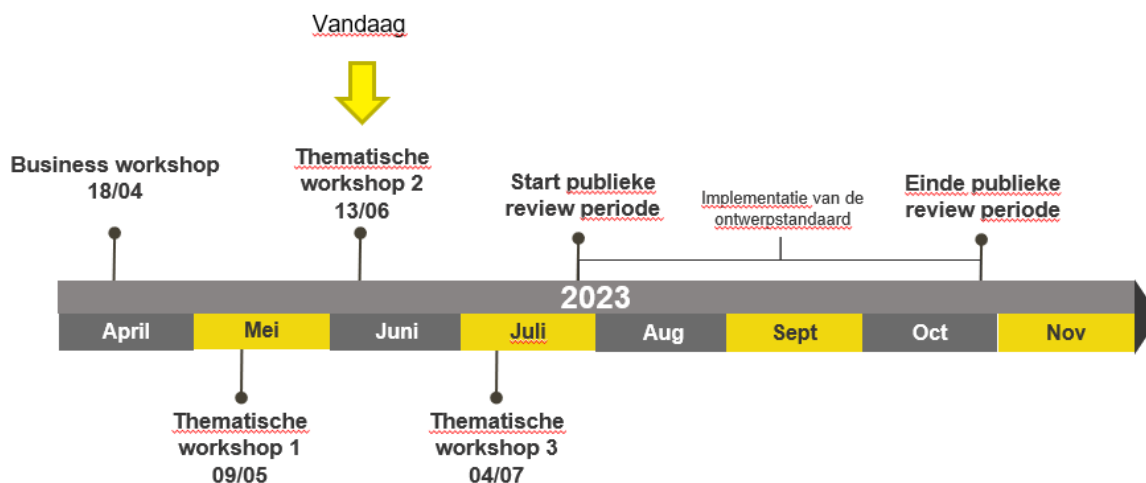 Vandaag
Business workshop
18/04
Thematische
workshop 2
13/06
Start publieke
review periode
Implementatie van de
ontwerpstandaard
Einde publieke
review periode
2023
April
Mei
Juni
Juli
Aug
Sept
Oct
Nov
Thematische
workshop 1
09/05
Thematische
workshop 3
04/07